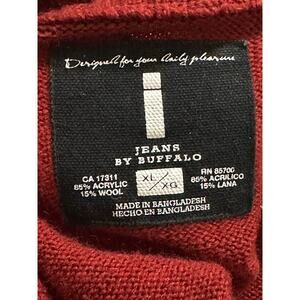 Designed for your daily pleasure
i
JEANS
BY BUFFALO
CA 17311
85% ACRYLIC
15% WOOL
XL / XG
RN 85700
85% ACRILICO
15% LANA
MADE IN BANGLADESH
HECHO EN BANGLADESH